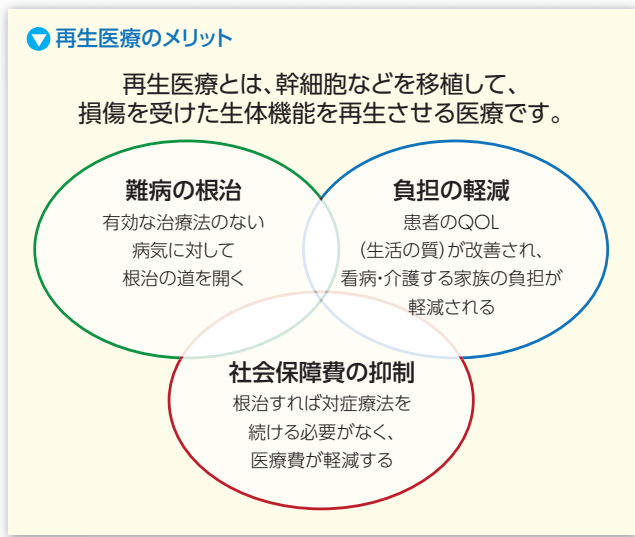 再生医療のメリット
再生医療とは、幹細胞などを移植して、
損傷を受けた生体機能を再生させる医療です。
難病の根治
有効な治療法のない
病気に対して
根治の道を開く
負担の軽減
患者のQOL
(生活の質)が改善され、
看病・介護する家族の負担が
軽減される
社会保障費の抑制
根治すれば対症療法を
続ける必要がなく、
医療費が軽減する